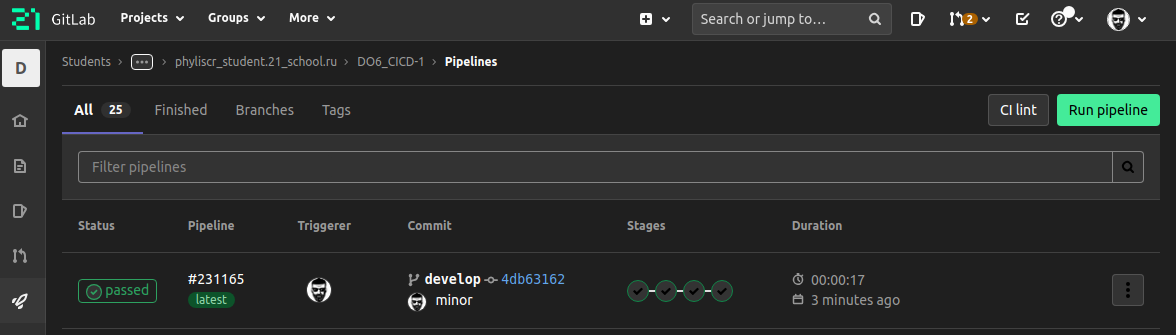 21 GitLab Projects Groups More Search or jump to… 2
D Students › ... › phyliscr_student.21_school.ru › DO6_CICD-1 › Pipelines
All 25 Finished Branches Tags CI lint Run pipeline
Filter pipelines
Status Pipeline Triggerer Commit Stages Duration
passed #231165 develop 4db63162 00:00:17
latest minor 3 minutes ago